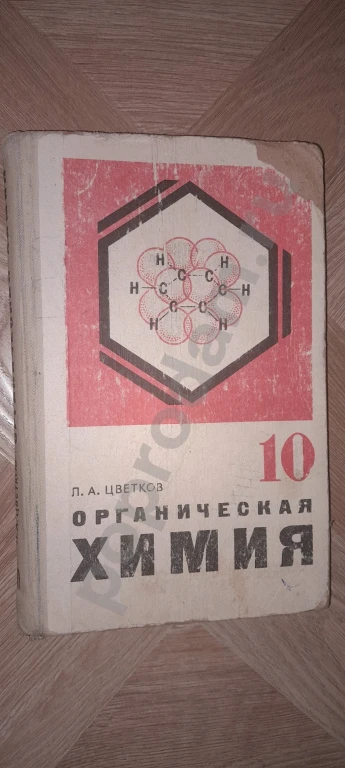 H
H C C H
H C C H
H H
10
Л. А. ЦВЕТКОВ
ОРГАНИЧЕСКАЯ
ХИМИЯ